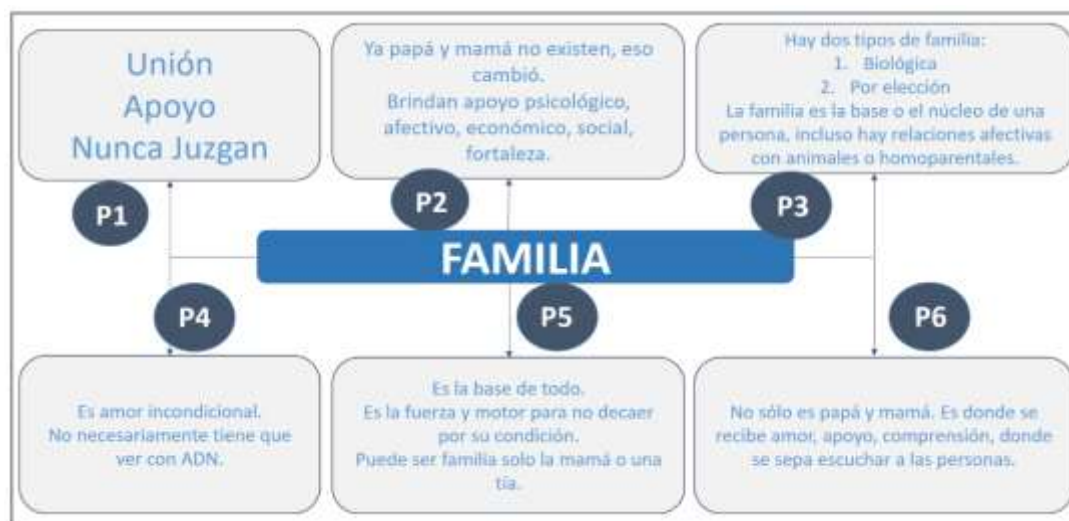 Unión
Apoyo
Nunca Juzgan
P1
Ya papá y mamá no existen, eso
cambió.
Brindan apoyo psicológico,
afectivo, económico, social,
fortaleza.
P2
Hay dos tipos de familia:
1. Biológica
2. Por elección
La familia es la base o el núcleo de una
persona, incluso hay relaciones afectivas
con animales o homoparentales.
P3
FAMILIA
P4
Es amor incondicional.
No necesariamente tiene que
ver con ADN.
P5
Es la base de todo.
Es la fuerza y motor para no decaer
por su condición.
Puede ser familia solo la mamá o una
tía.
P6
No sólo es papá y mamá. Es donde se
recibe amor, apoyo, comprensión, donde
se sepa escuchar a las personas.